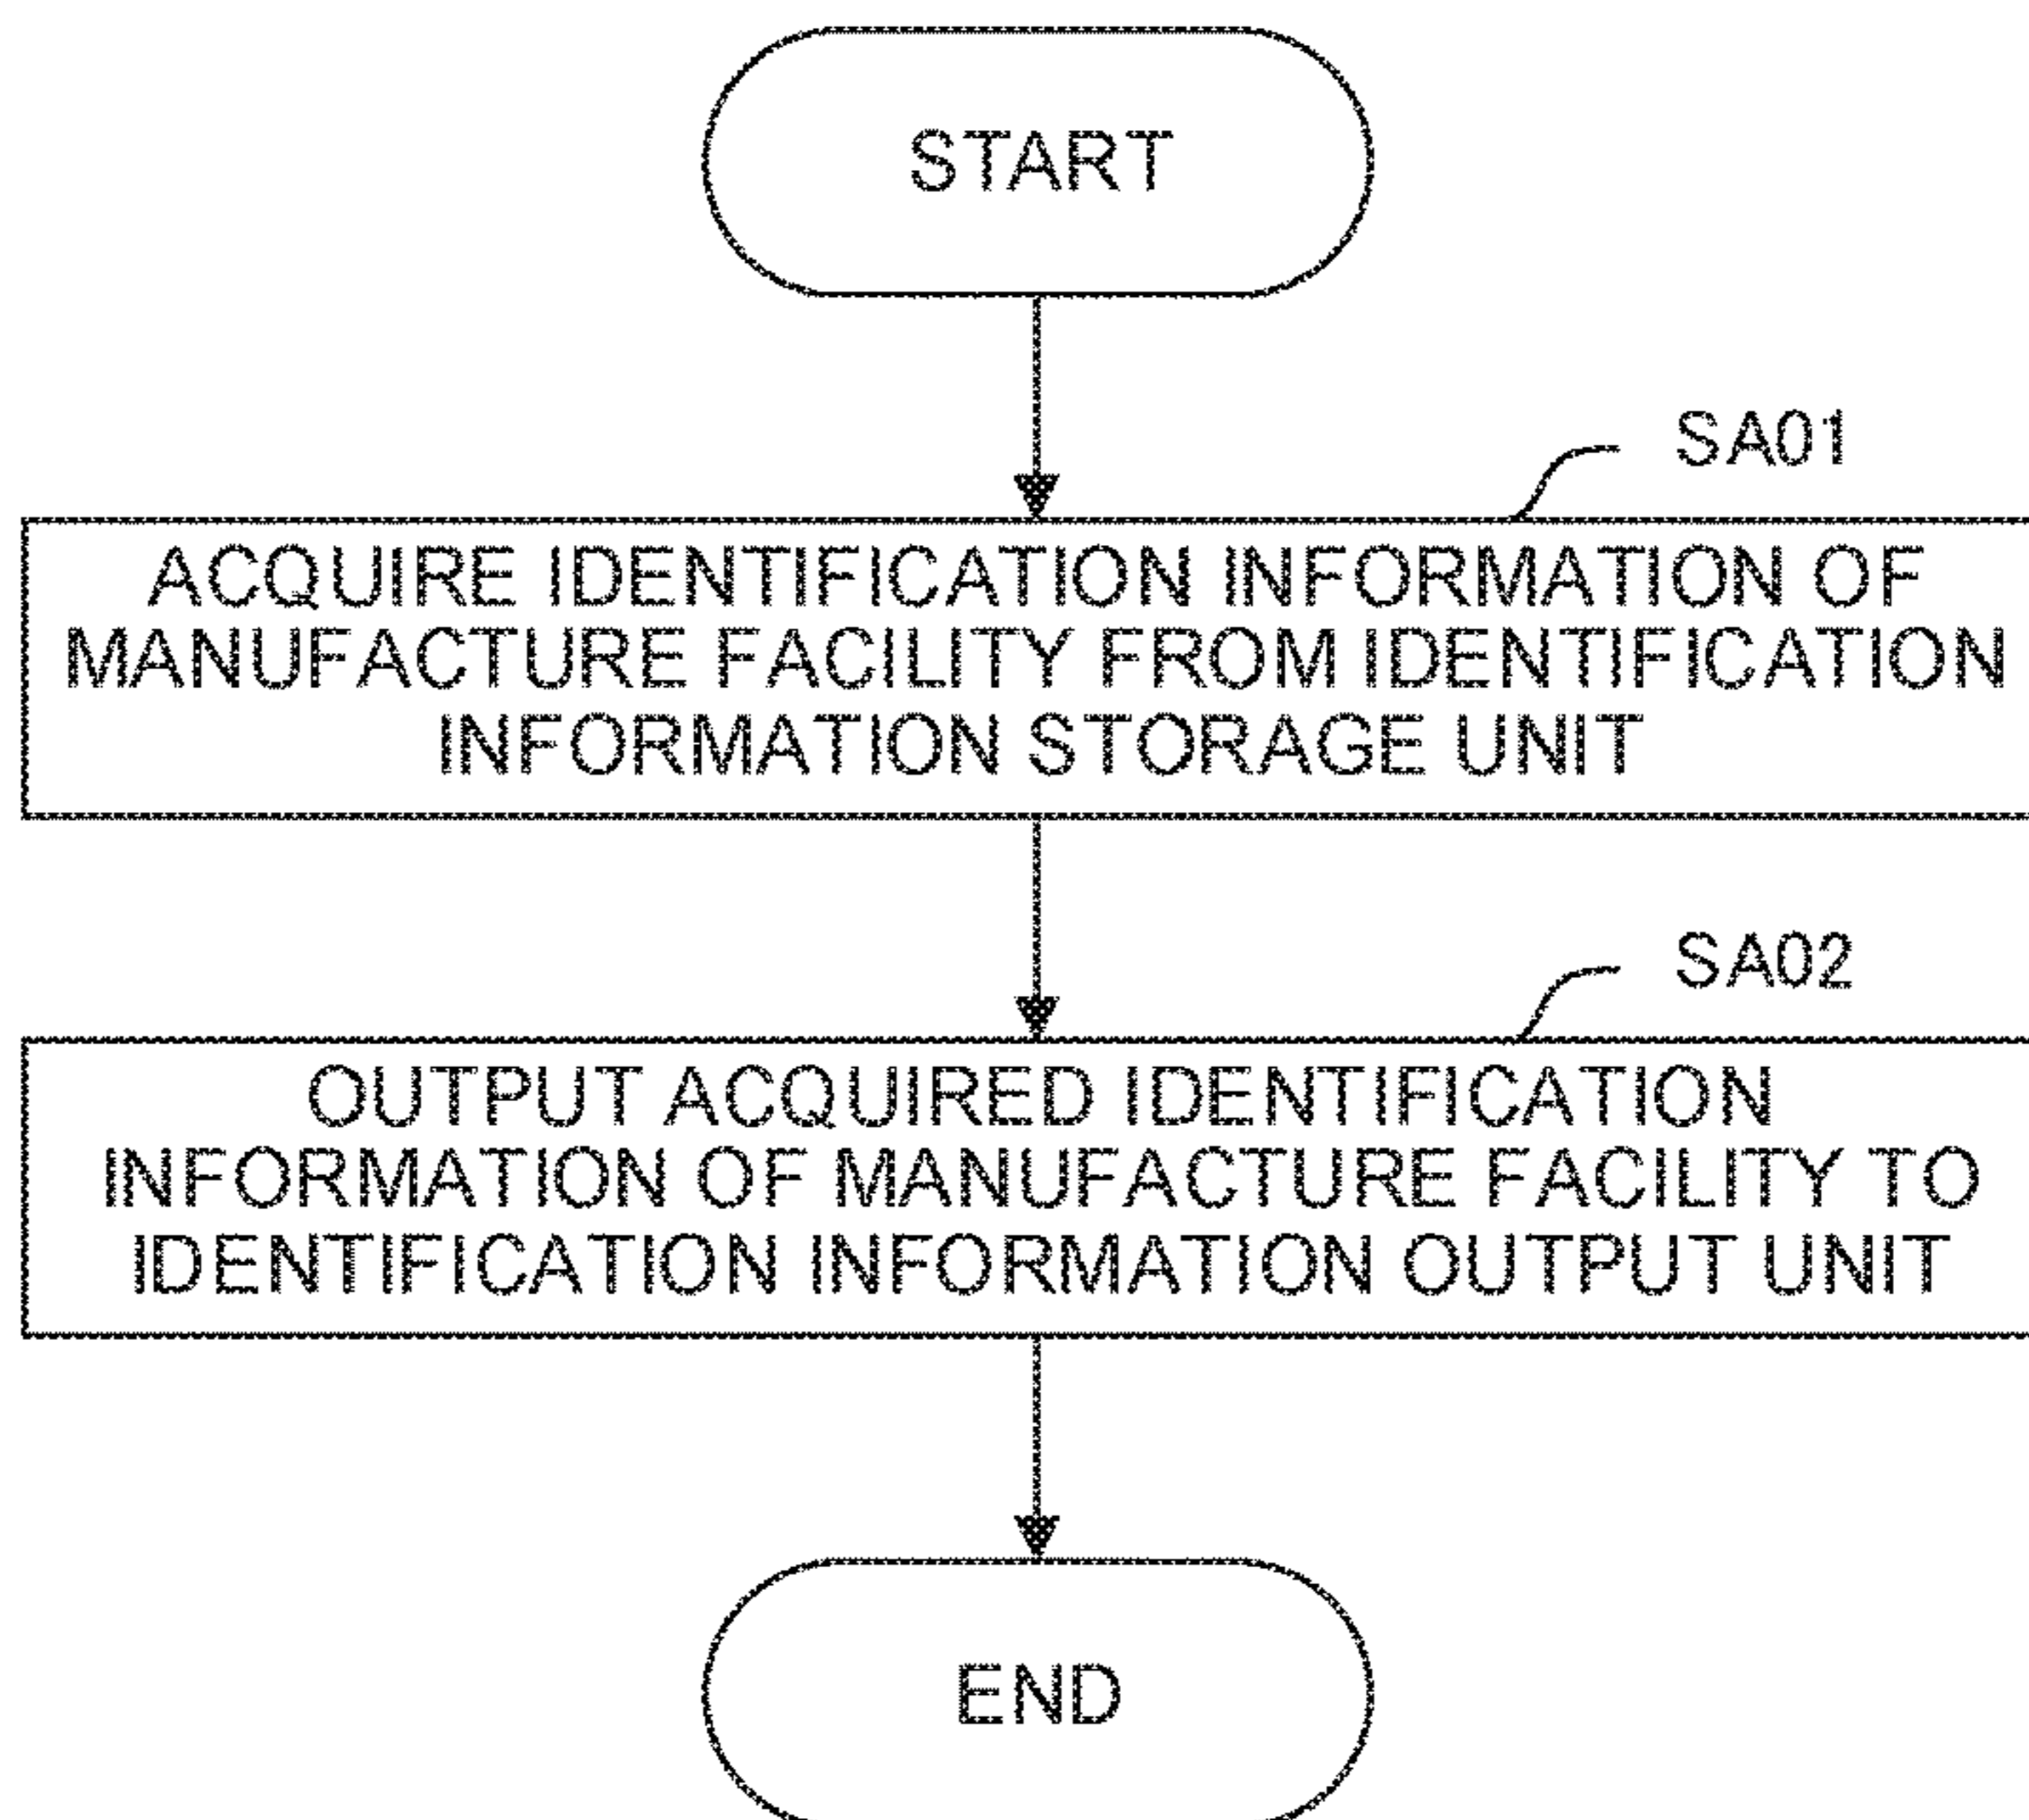 START
SA01
ACQUIRE IDENTIFICATION INFORMATION OF
MANUFACTURE FACILITY FROM IDENTIFICATION
INFORMATION STORAGE UNIT
SA02
OUTPUT ACQUIRED IDENTIFICATION
INFORMATION OF MANUFACTURE FACILITY TO
IDENTIFICATION INFORMATION OUTPUT UNIT
END